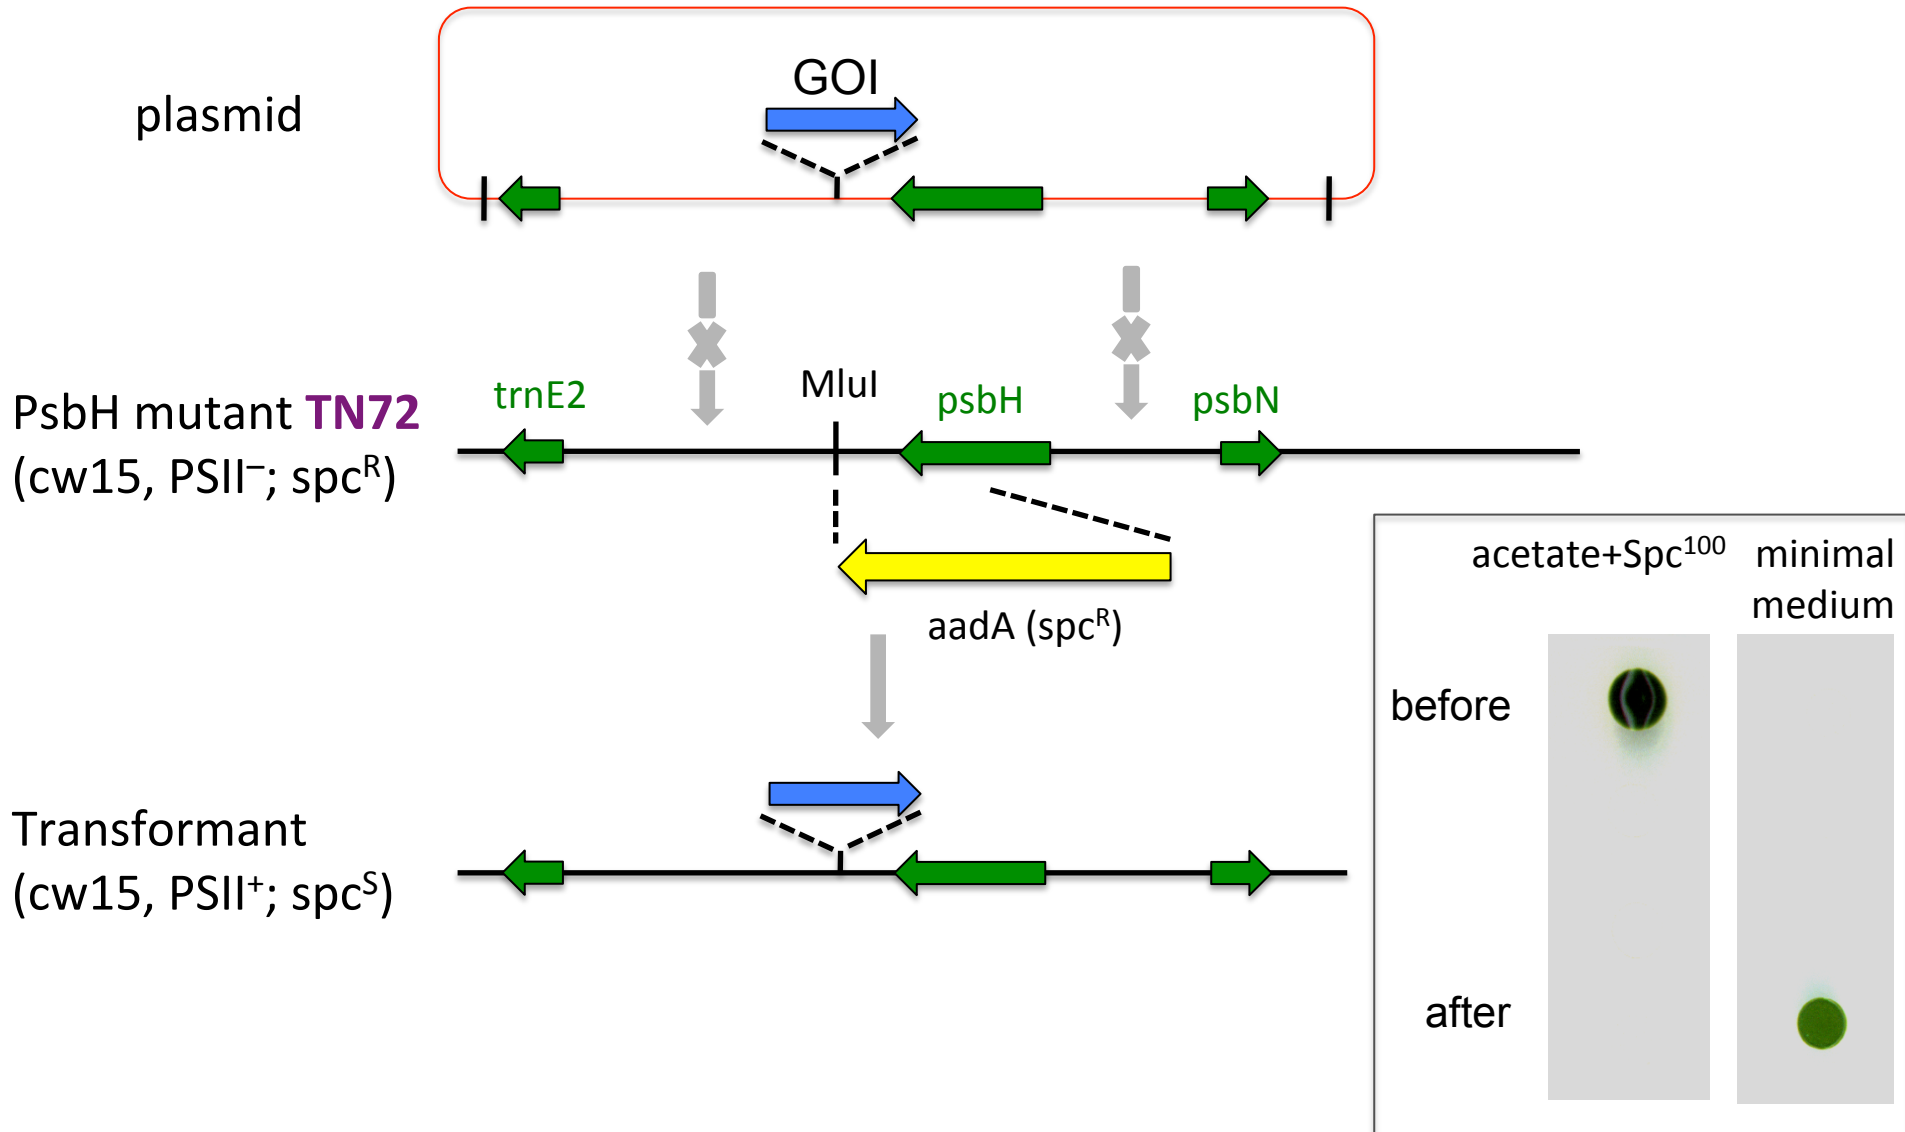 GOI
plasmid
trnE2
MluI
psbH
psbN
PsbH mutant TN72
(cw15, PSII⁻; spcᴿ)
aadA (spcᴿ)
acetate+Spc¹⁰⁰
minimal
medium
before
Transformant
(cw15, PSII⁺; spcˢ)
after